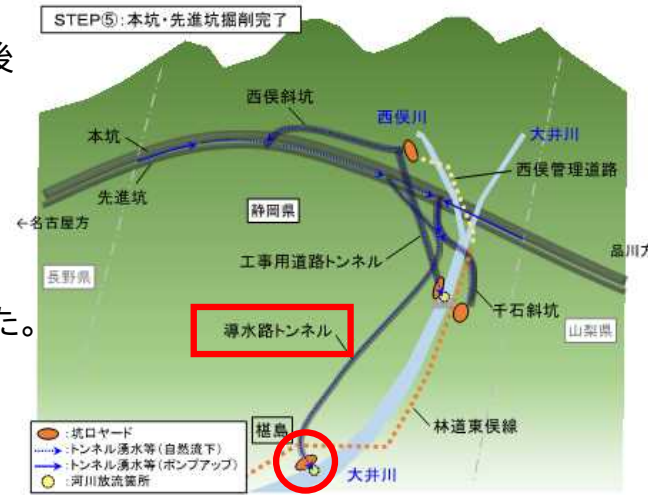 STEP⑤:本坑・先進坑掘削完了
後
西俣斜坑
西俣川
大井川
本坑
西俣管理道路
先進坑
静岡県
←名古屋方
工事用道路トンネル
品川方
長野県
千石斜坑
た。
導水路トンネル
山梨県
椹島
林道東俣線
:坑口ヤード
:トンネル湧水等(自然流下)
:トンネル湧水等(ポンプアップ)
:河川放流箇所
大井川